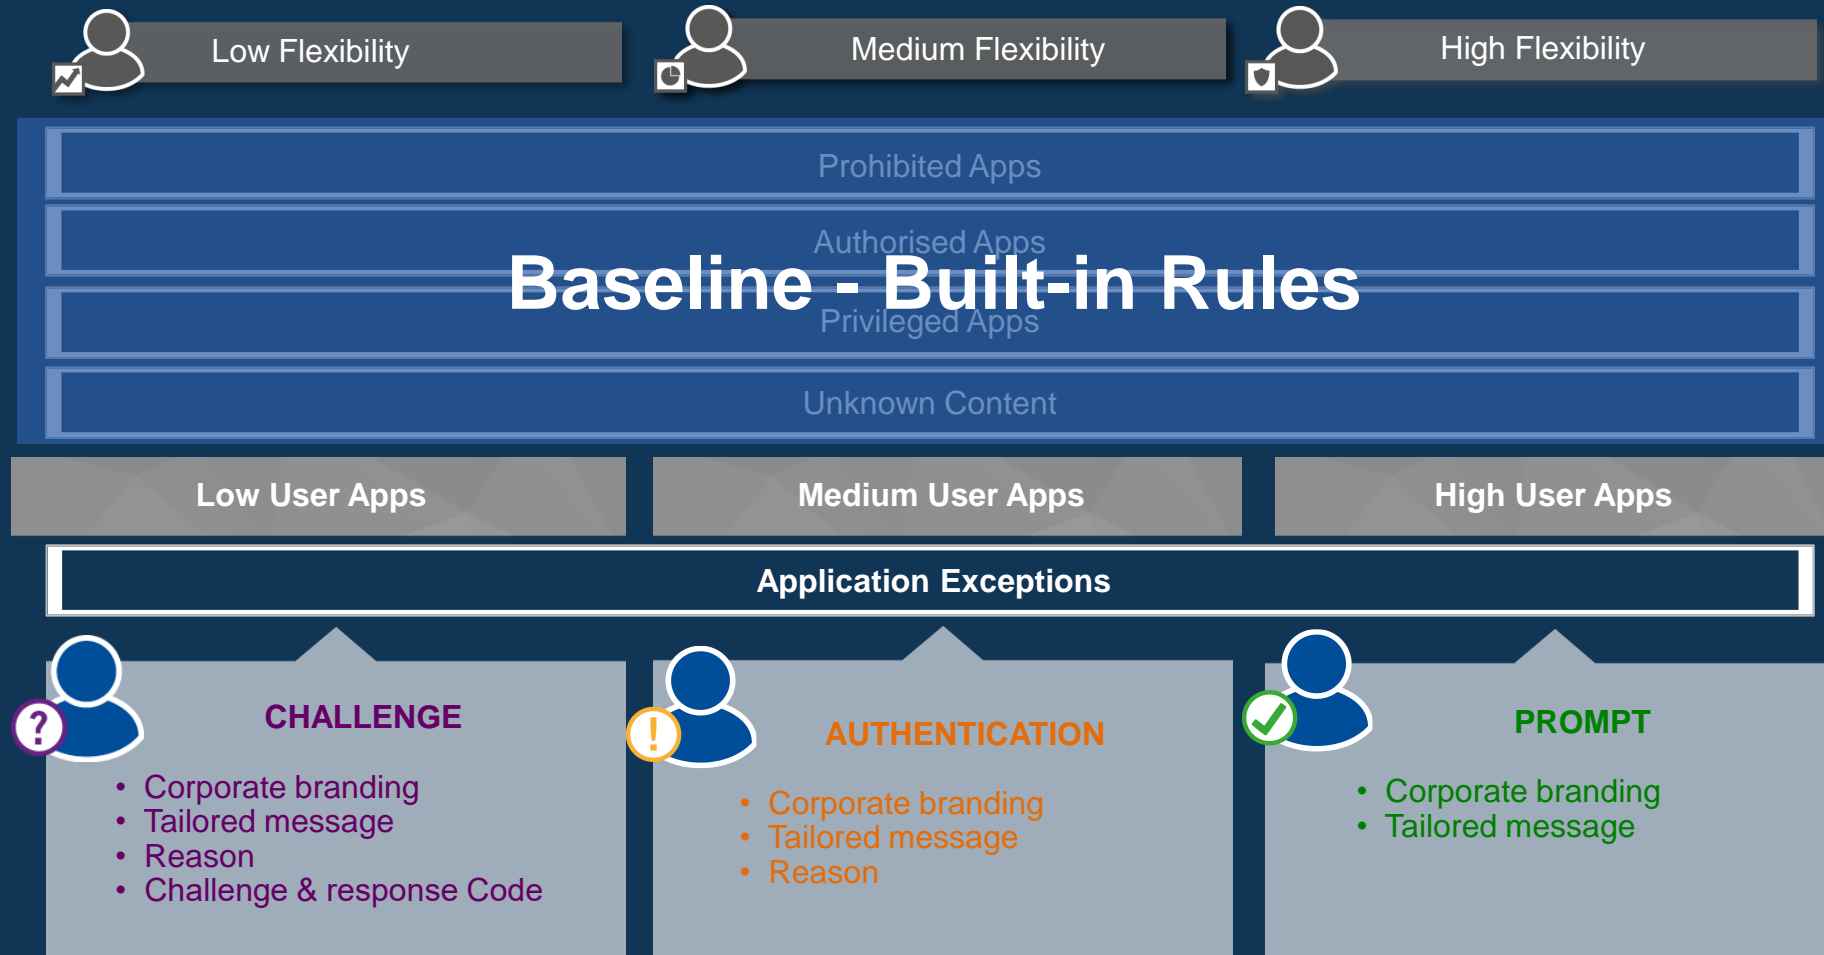 Low Flexibility
Medium Flexibility
High Flexibility
Prohibited Apps
Authorised Apps
Baseline - Built-in Rules
Privileged Apps
Unknown Content
Low User Apps
Medium User Apps
High User Apps
Application Exceptions
?
CHALLENGE
• Corporate branding
• Tailored message
• Reason
• Challenge & response Code
!
AUTHENTICATION
• Corporate branding
• Tailored message
• Reason
PROMPT
• Corporate branding
• Tailored message